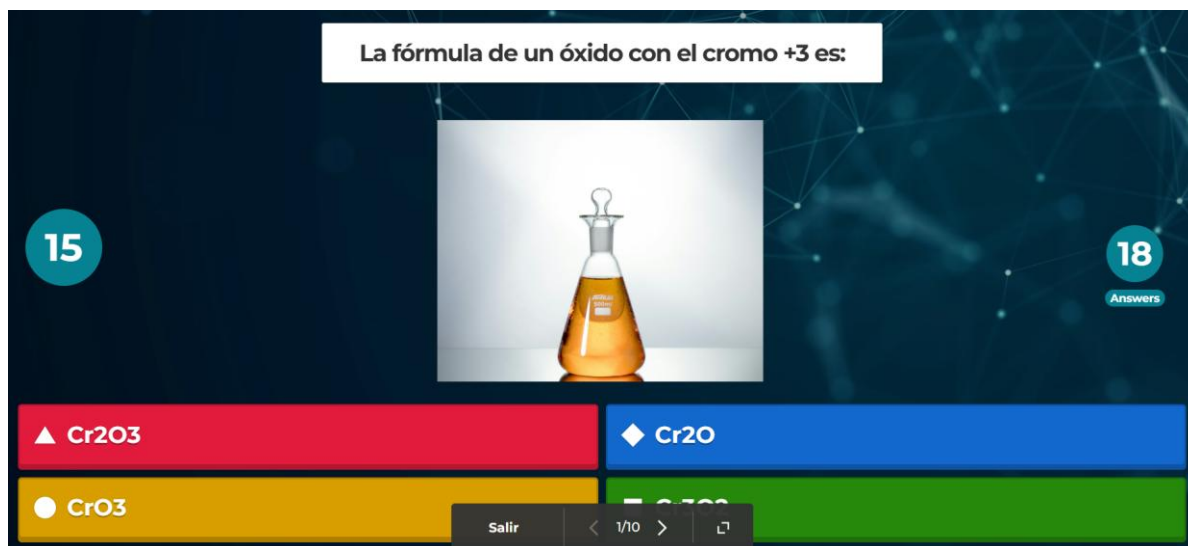 La fórmula de un óxido con el cromo +3 es:
15
18
Answers
Cr2O3
Cr2O
CrO3
Cr3O2
Salir
1/10